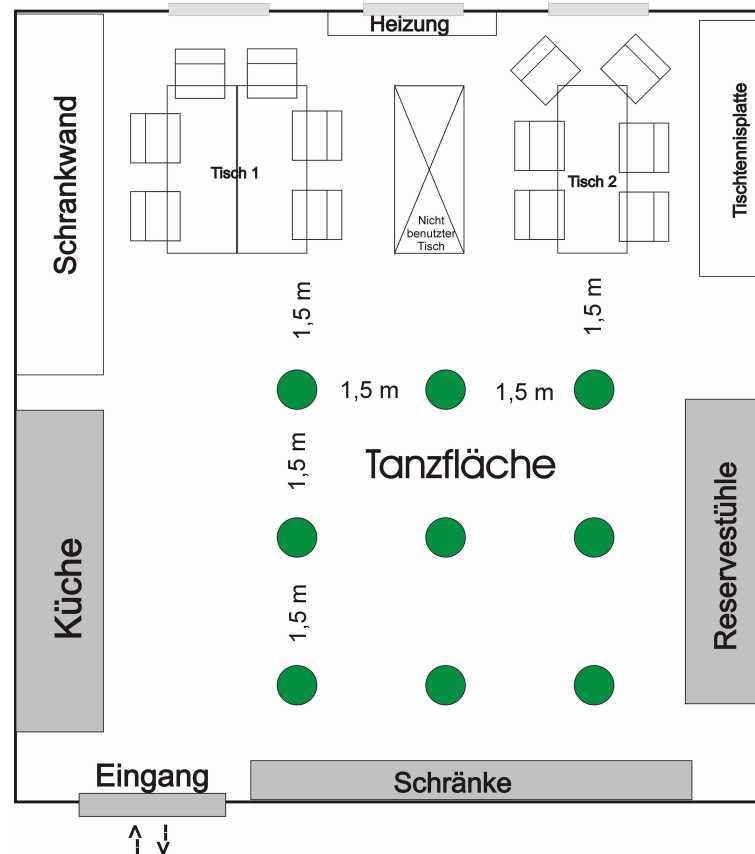 Heizung
Schrankwand
Tisch 1
Nicht
benutzter
Tisch
Tisch 2
Tischtennisplatte
1,5 m
1,5 m
1,5 m
1,5 m
1,5 m
Tanzfläche
1,5 m
Küche
Reservestühle
Eingang
Schränke